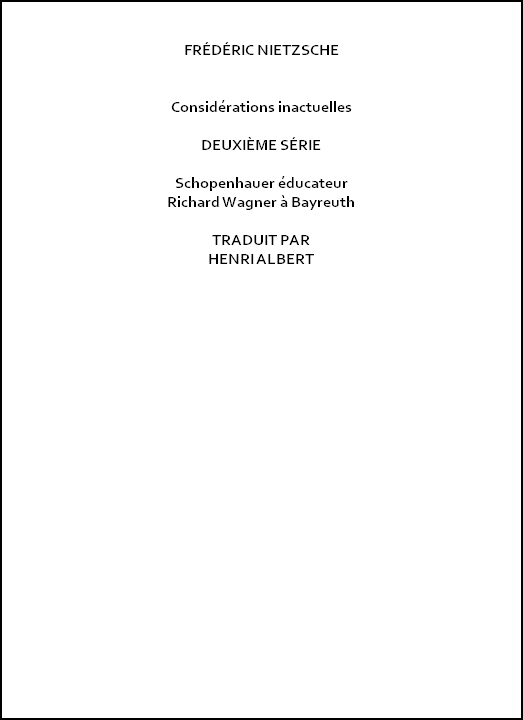 FRÉDÉRIC NIETZSCHE
Considérations inactuelles
DEUXIÈME SÉRIE
Schopenhauer éducateur
Richard Wagner à Bayreuth
TRADUIT PAR
HENRI ALBERT